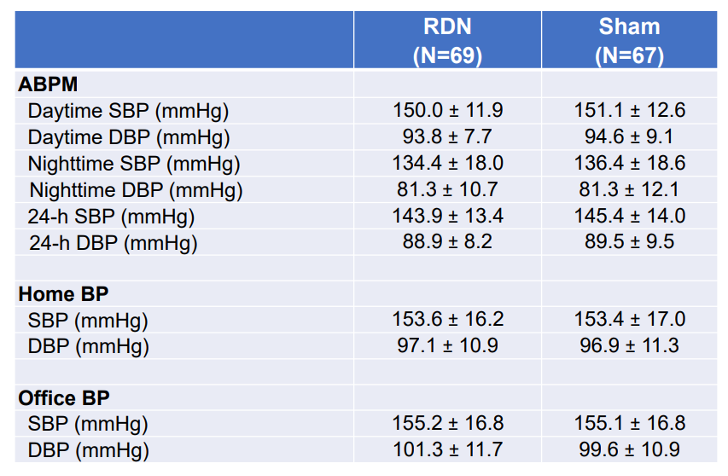 RDN Sham
(N=69) (N=67)
ABPM
Daytime SBP (mmHg) 150.0 ± 11.9 151.1 ± 12.6
Daytime DBP (mmHg) 93.8 ± 7.7 94.6 ± 9.1
Nighttime SBP (mmHg) 134.4 ± 18.0 136.4 ± 18.6
Nighttime DBP (mmHg) 81.3 ± 10.7 81.3 ± 12.1
24-h SBP (mmHg) 143.9 ± 13.4 145.4 ± 14.0
24-h DBP (mmHg) 88.9 ± 8.2 89.5 ± 9.5
Home BP
SBP (mmHg) 153.6 ± 16.2 153.4 ± 17.0
DBP (mmHg) 97.1 ± 10.9 96.9 ± 11.3
Office BP
SBP (mmHg) 155.2 ± 16.8 155.1 ± 16.8
DBP (mmHg) 101.3 ± 11.7 99.6 ± 10.9